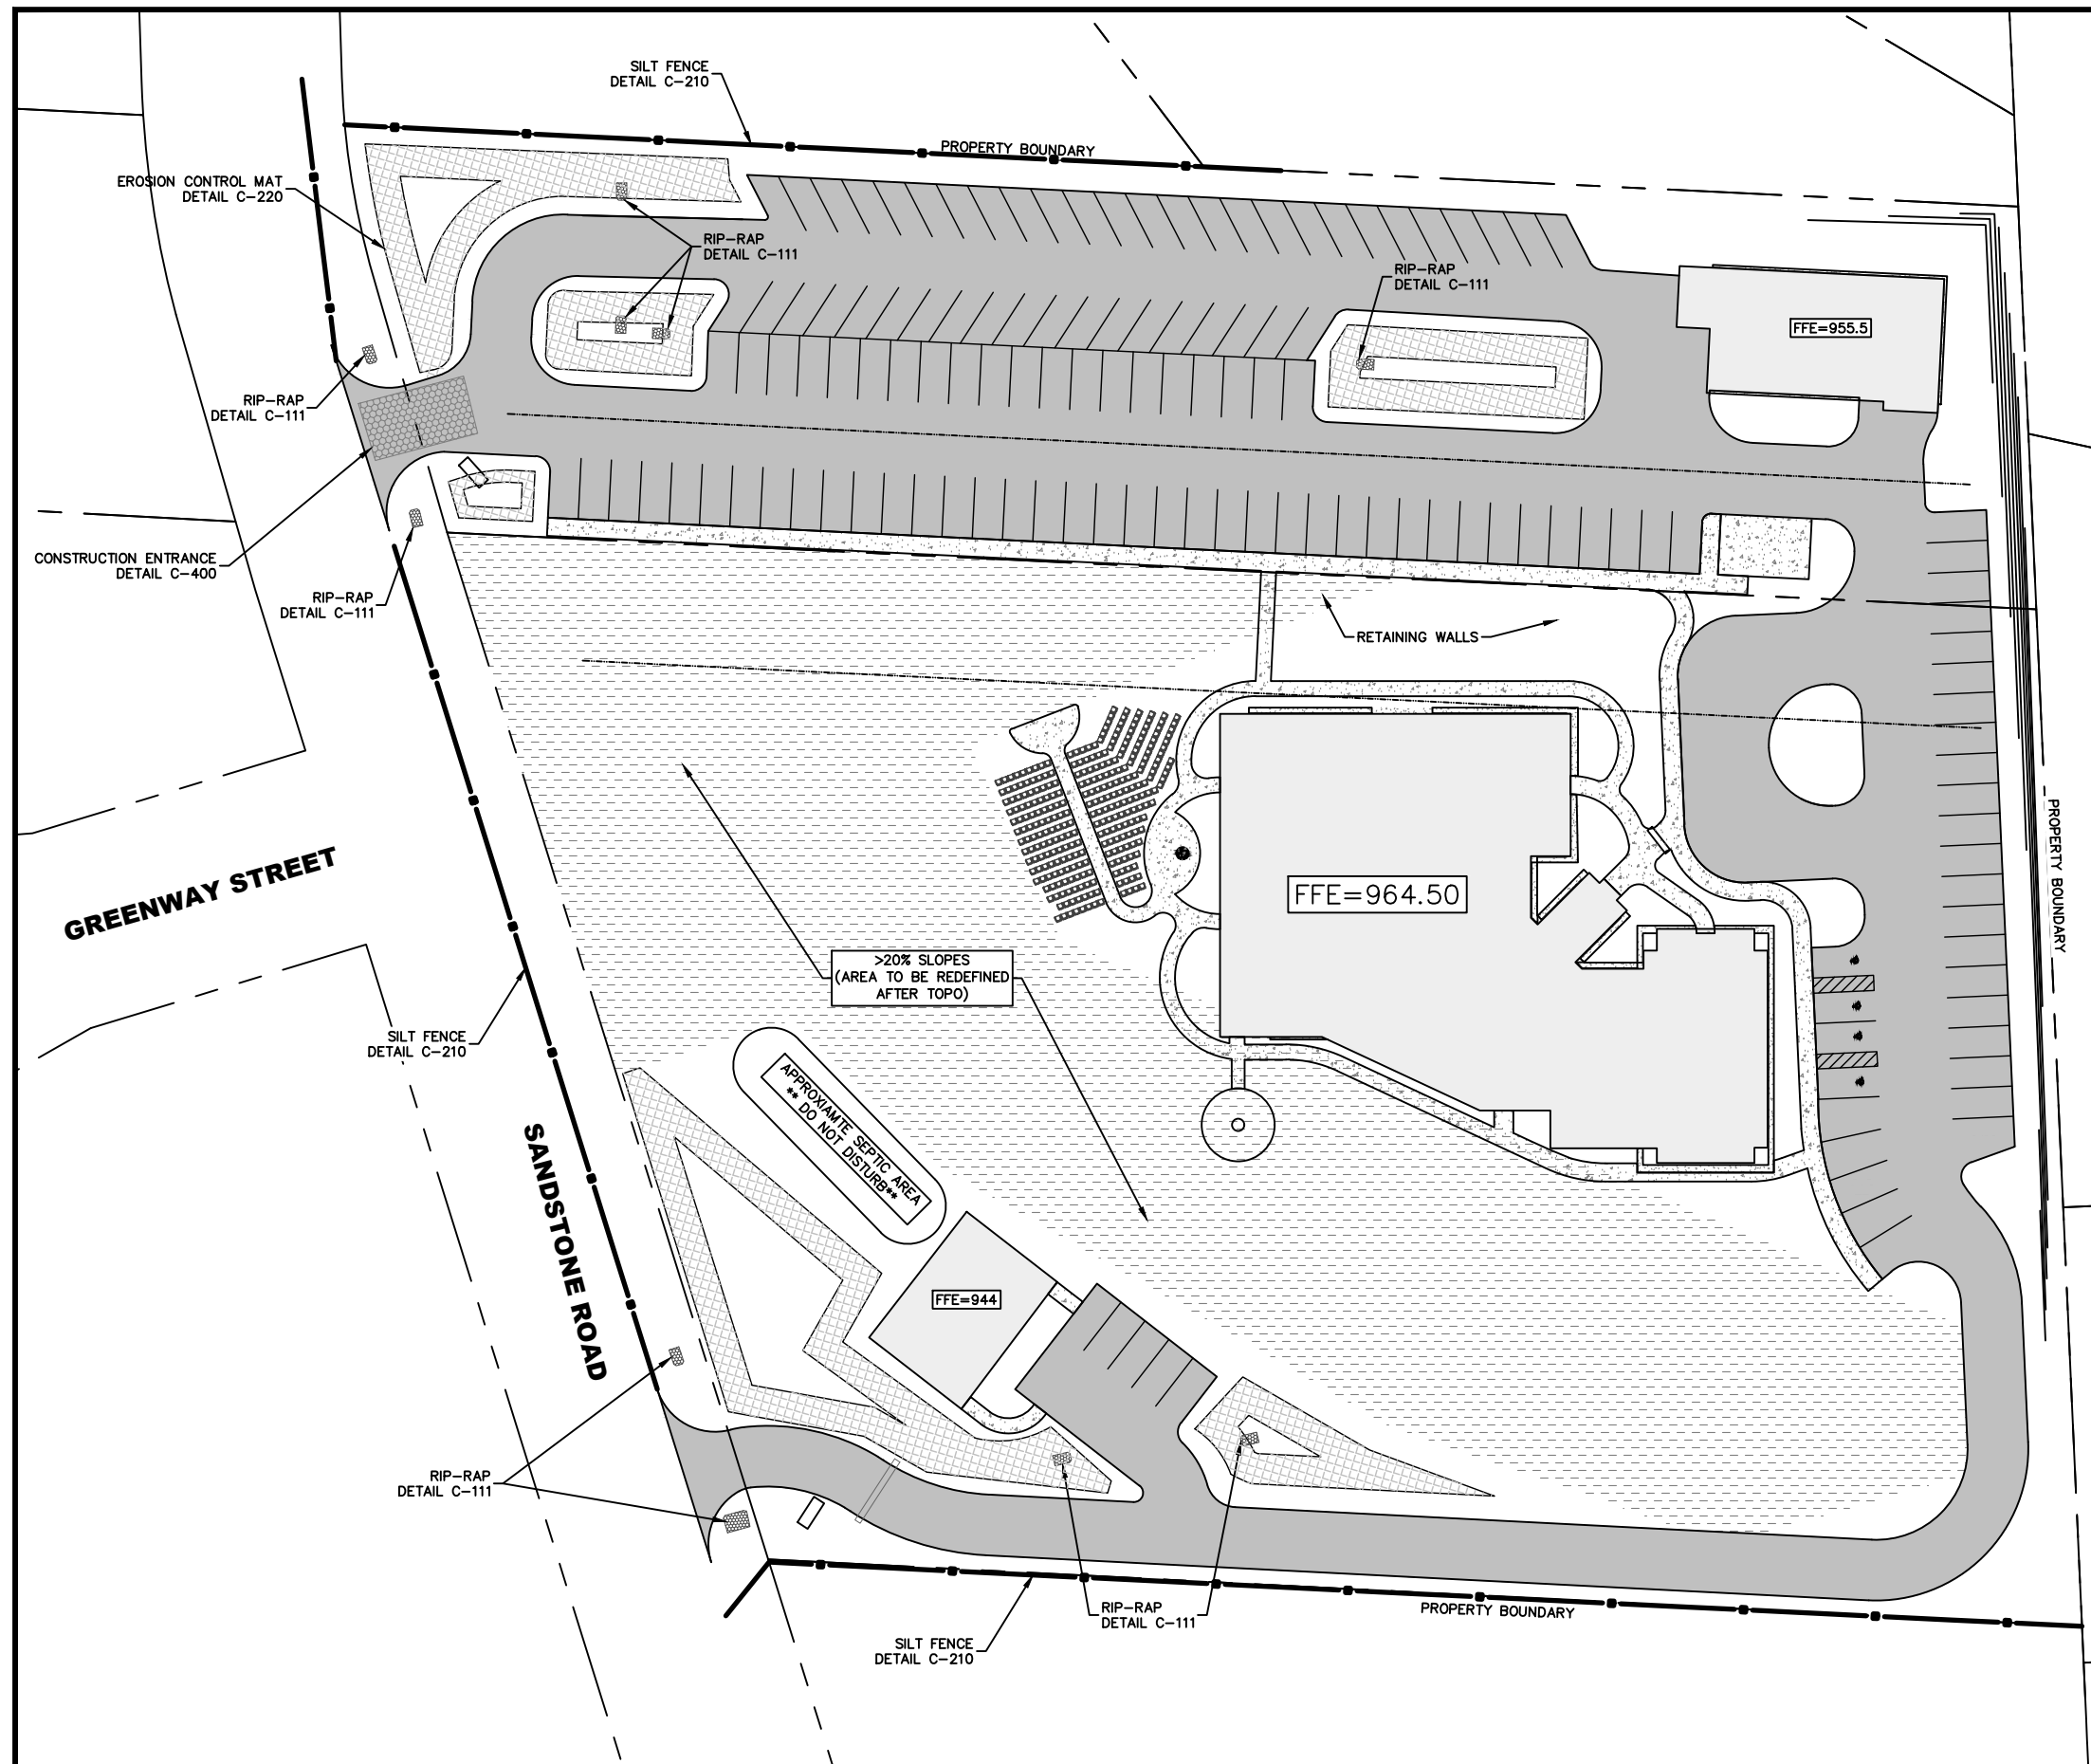 SILT FENCE
DETAIL C-210
PROPERTY BOUNDARY
EROSION CONTROL MAT
DETAIL C-220
RIP-RAP
DETAIL C-111
RIP-RAP
DETAIL C-111
FFE=955.5
RIP-RAP
DETAIL C-111
CONSTRUCTION ENTRANCE
DETAIL C-400
RIP-RAP
DETAIL C-111
RETAINING WALLS
PROPERTY BOUNDARY
GREENWAY STREET
FFE=964.50
>20% SLOPES
(AREA TO BE REDEFINED
AFTER TOPO)
SILT FENCE
DETAIL C-210
APPROXIAMTE SEPTIC AREA
** DO NOT DISTURB**
SANDSTONE ROAD
FFE=944
RIP-RAP
DETAIL C-111
RIP-RAP
DETAIL C-111
PROPERTY BOUNDARY
SILT FENCE
DETAIL C-210